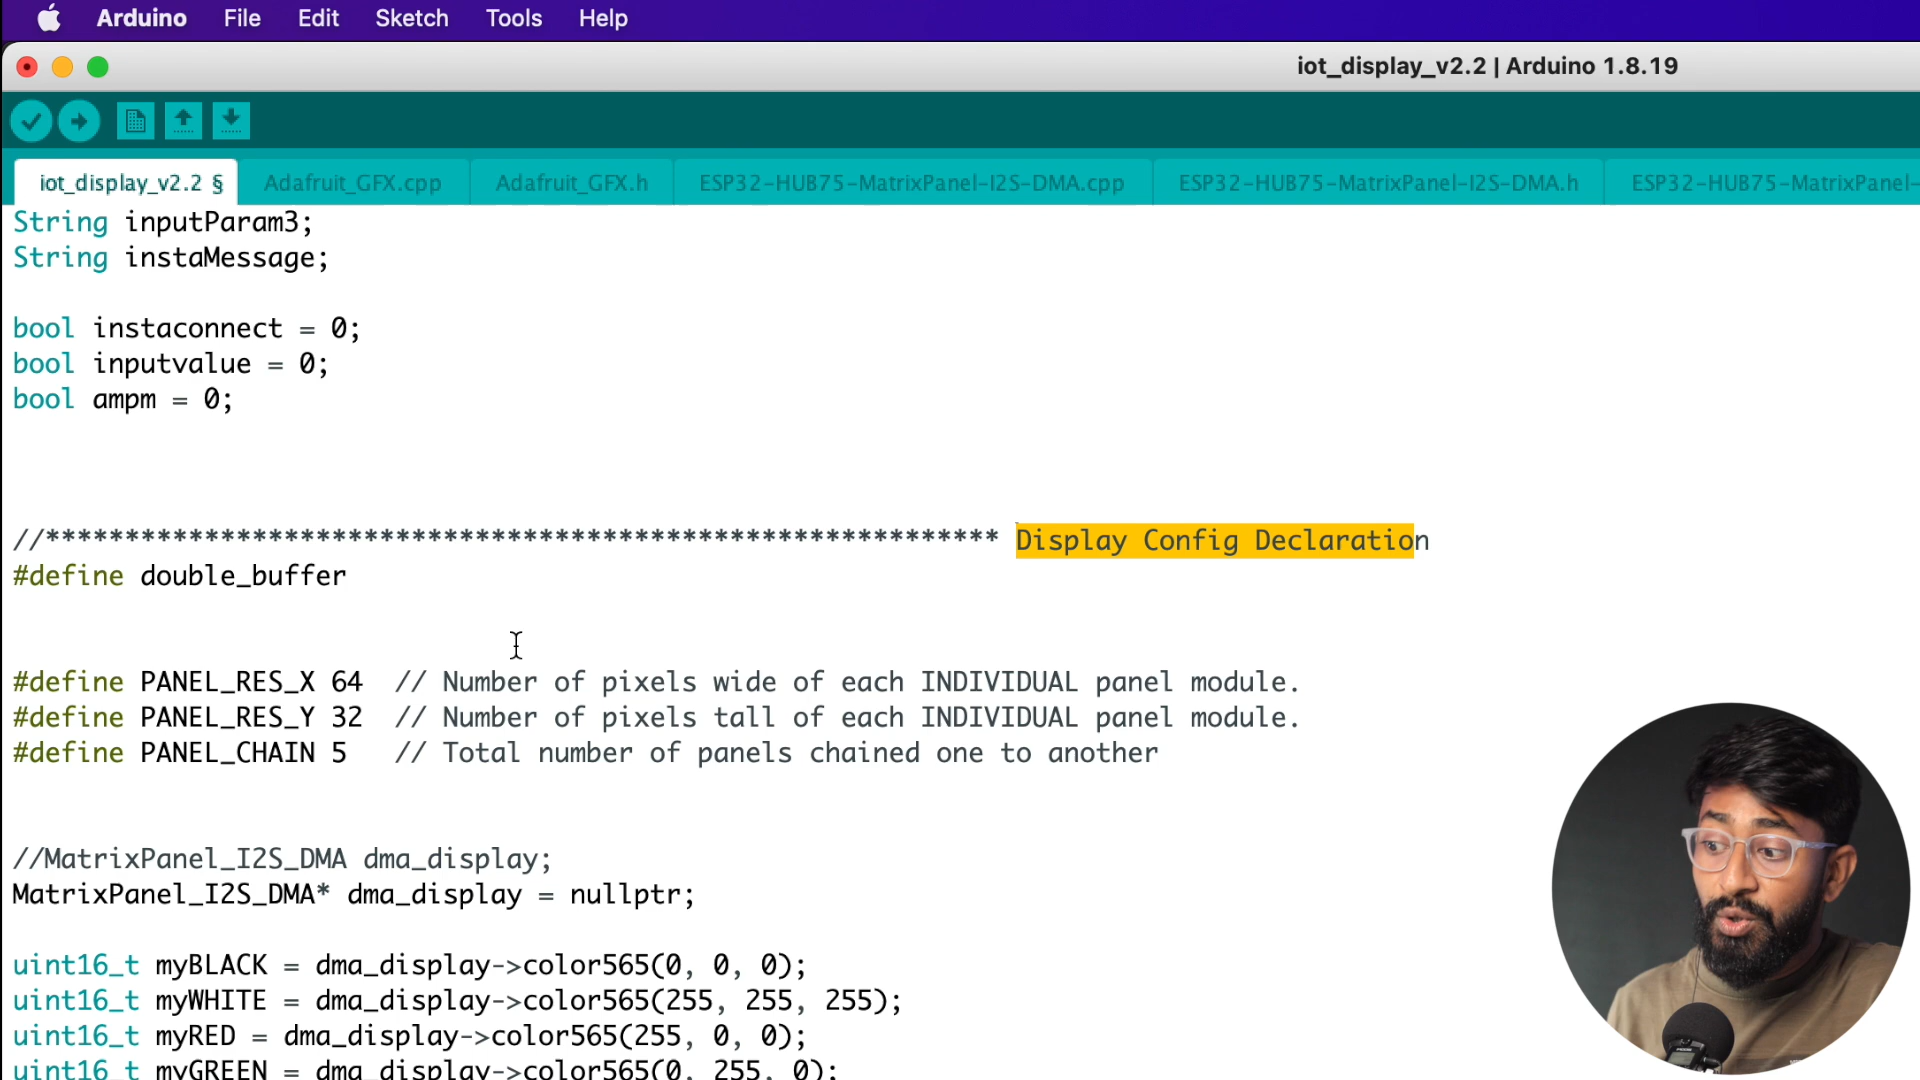 Arduino File Edit Sketch Tools Help
iot_display_v2.2 | Arduino 1.8.19
iot_display_v2.2 § Adafruit_GFX.cpp Adafruit_GFX.h ESP32-HUB75-MatrixPanel-I2S-DMA.cpp ESP32-HUB75-MatrixPanel-I2S-DMA.h ESP32-HUB75-MatrixPanel-
String inputParam3;
String instaMessage;
bool instaconnect = 0;
bool inputvalue = 0;
bool ampm = 0;
//************************************************************ Display Config Declaration
#define double_buffer
#define PANEL_RES_X 64 // Number of pixels wide of each INDIVIDUAL panel module.
#define PANEL_RES_Y 32 // Number of pixels tall of each INDIVIDUAL panel module.
#define PANEL_CHAIN 5 // Total number of panels chained one to another
//MatrixPanel_I2S_DMA dma_display;
MatrixPanel_I2S_DMA* dma_display = nullptr;
uint16_t myBLACK = dma_display->color565(0, 0, 0);
uint16_t myWHITE = dma_display->color565(255, 255, 255);
uint16_t myRED = dma_display->color565(255, 0, 0);
uint16_t myGREEN = dma_display->color565(0, 255, 0);